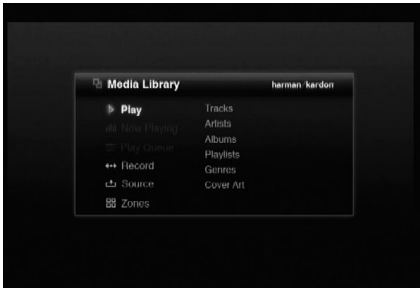 Media Library
harman/kardon
Play
Now Playing
Play Queue
Record
Source
Zones
Tracks
Artists
Albums
Playlists
Genres
Cover Art